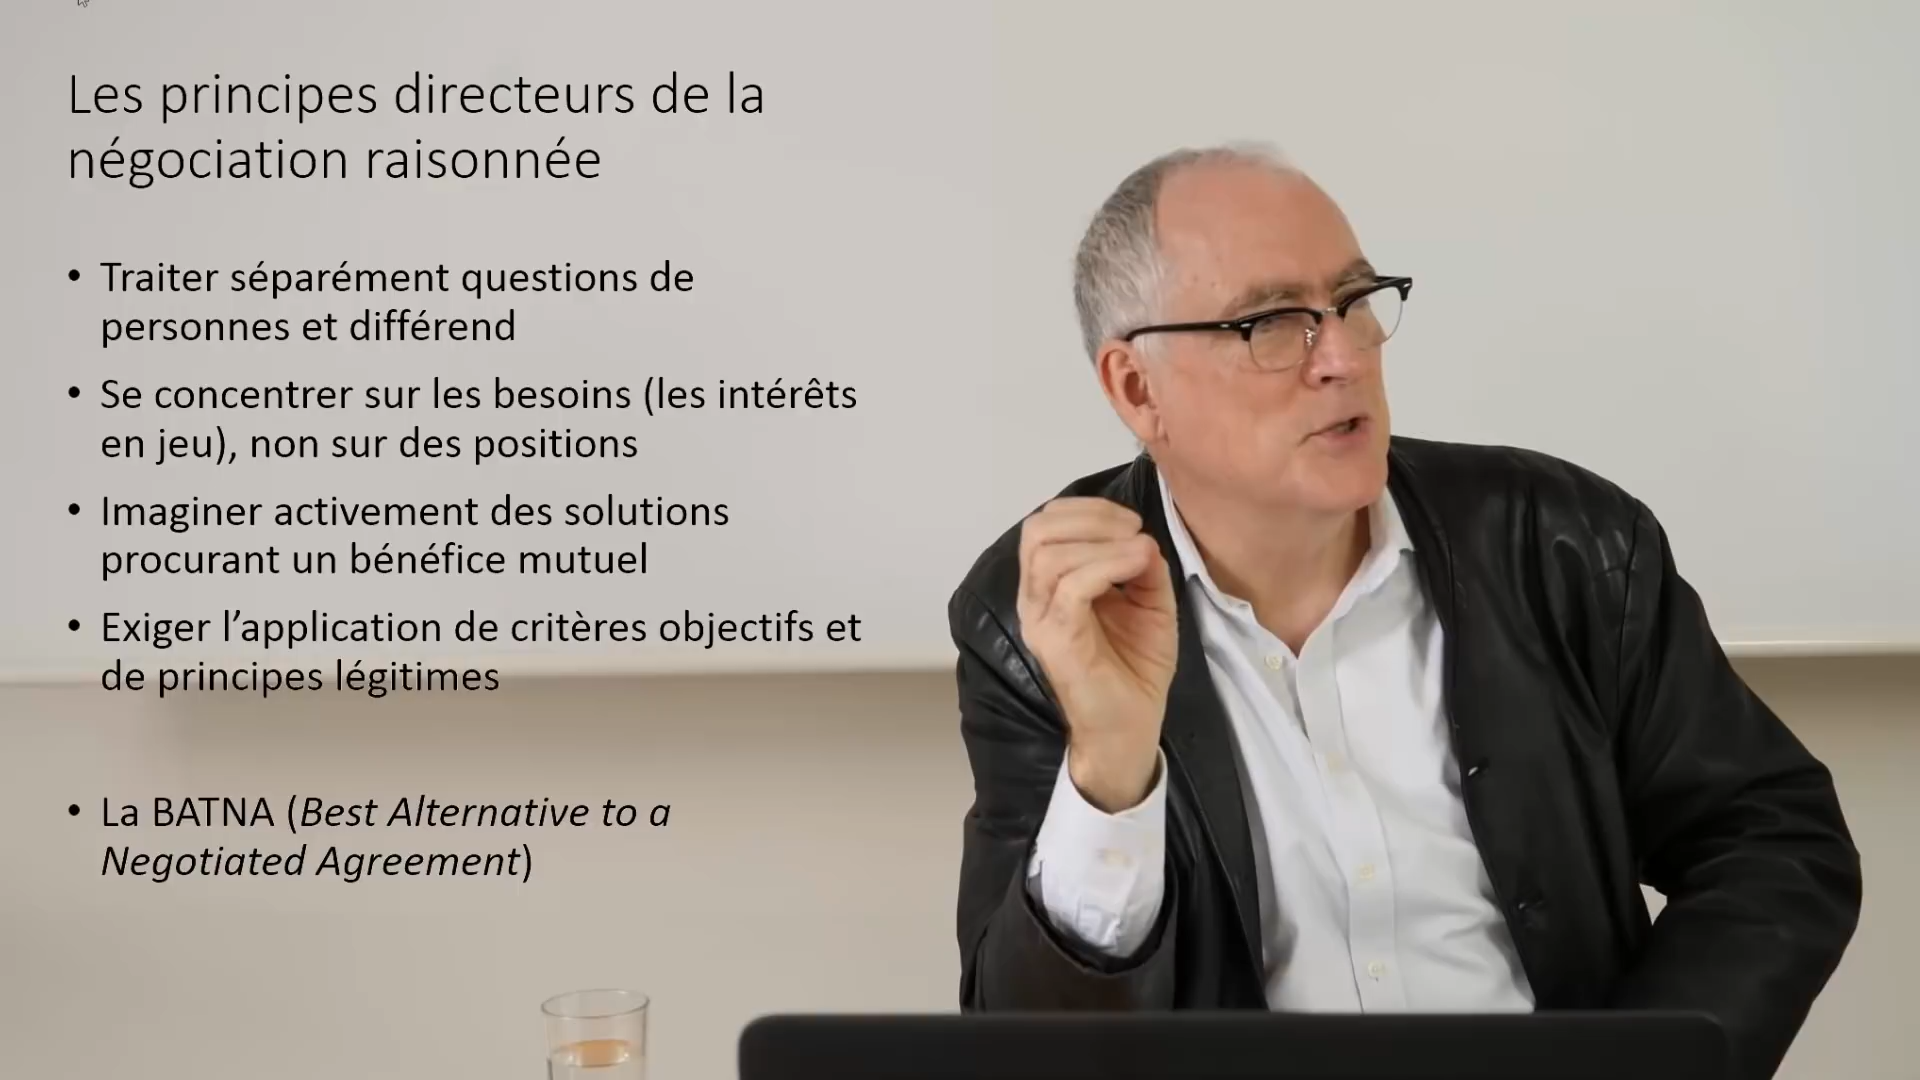 Les principes directeurs de la
négociation raisonnée
• Traiter séparément questions de
personnes et différend
• Se concentrer sur les besoins (les intérêts
en jeu), non sur des positions
• Imaginer activement des solutions
procurant un bénéfice mutuel
• Exiger l’application de critères objectifs et
de principes légitimes
• La BATNA (Best Alternative to a
Negotiated Agreement)